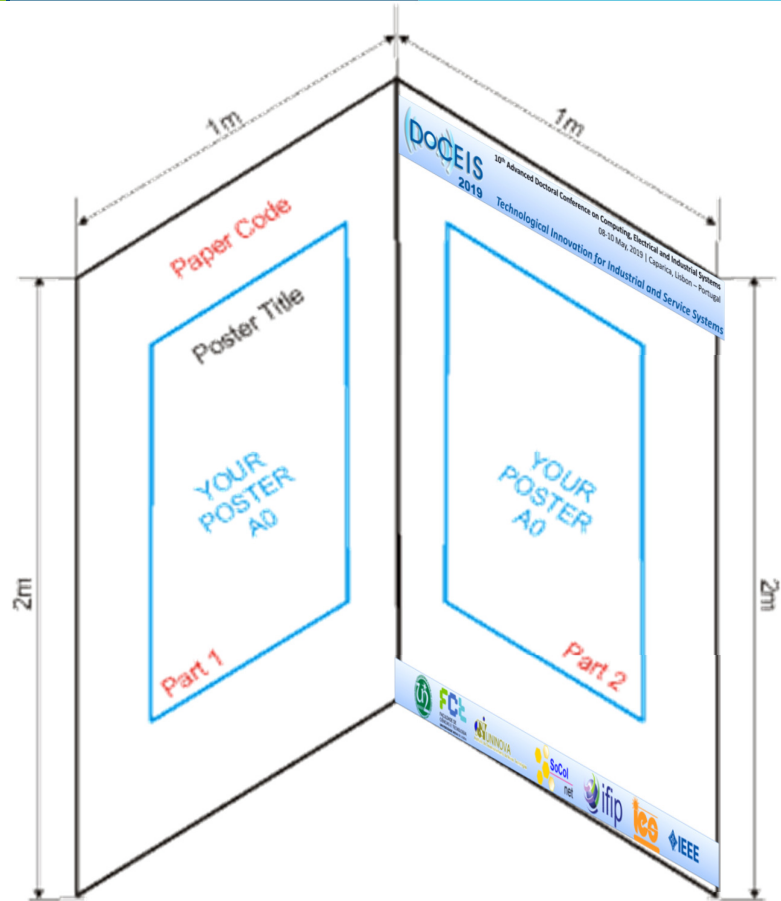 1m
1m
DoCEIS
2019
10th Advanced Doctoral Conference on Computing, Electrical and Industrial Systems
08-10 May, 2019 | Caparica, Lisbon – Portugal
Technological Innovation for Industrial and Service Systems
Paper Code
Poster Title
YOUR
POSTER
A0
YOUR
POSTER
A0
2m
2m
Part 1
Part 2
FCt
UNINOVA
SoCol
net
ifip
ies
IEEE